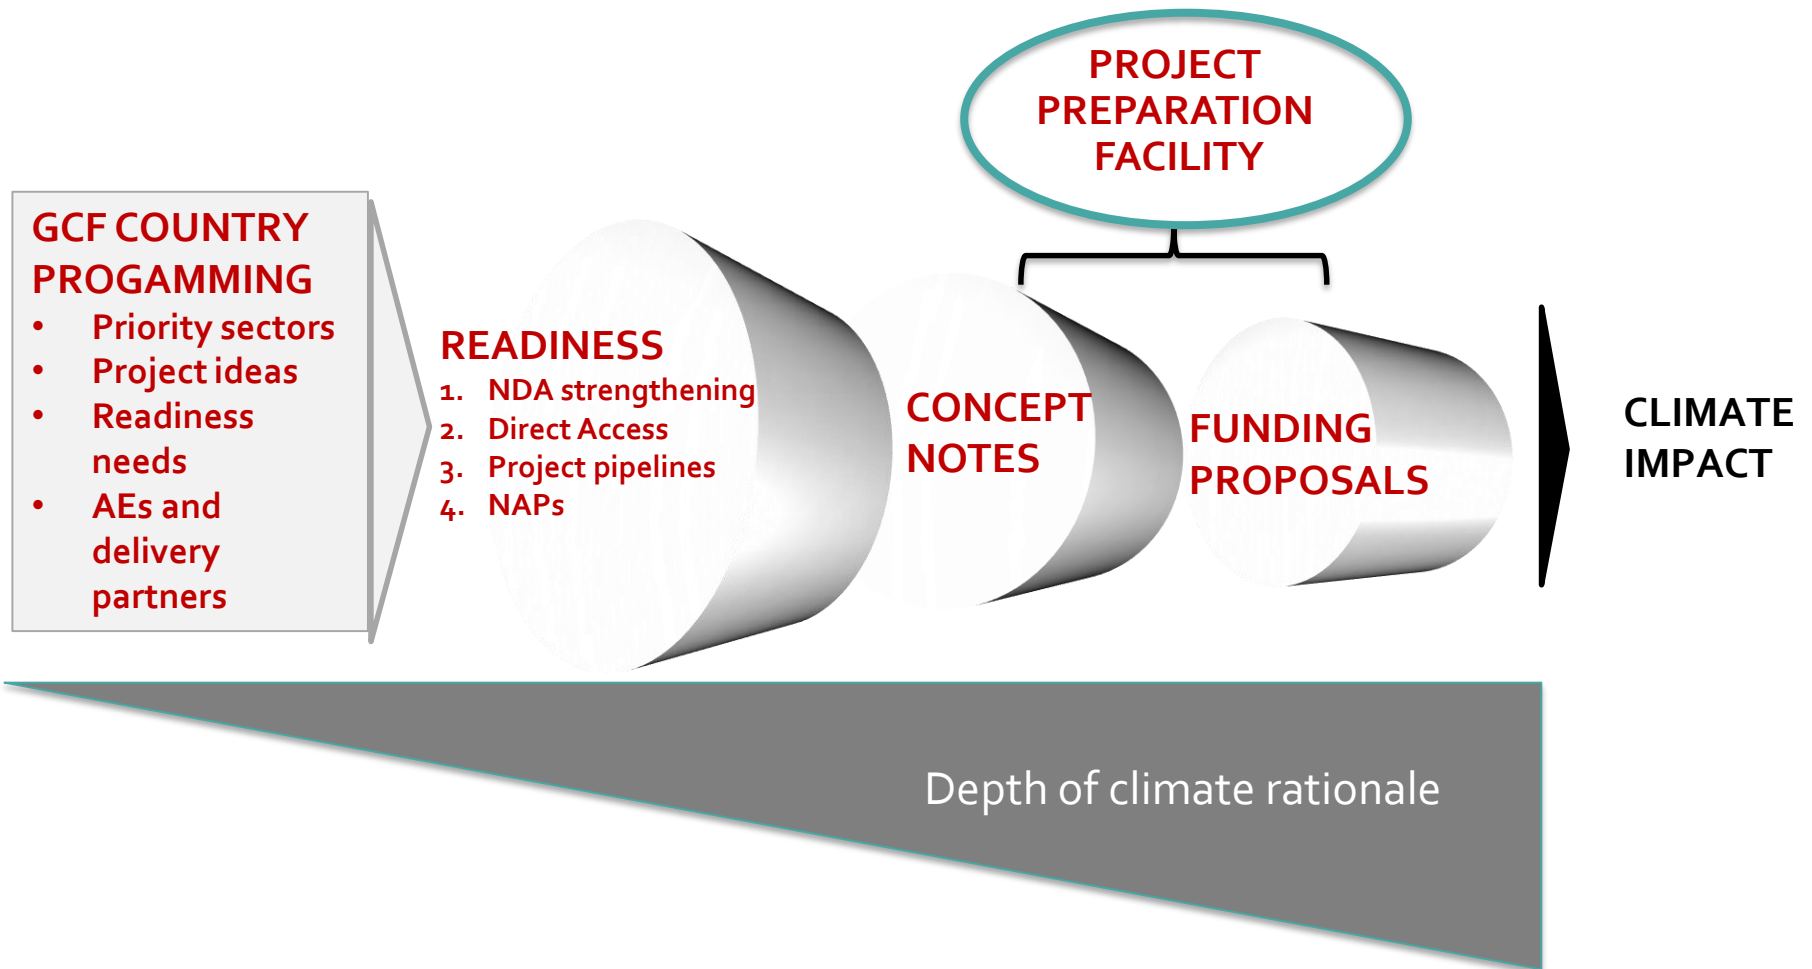 PROJECT
PREPARATION
FACILITY
GCF COUNTRY
PROGAMMING
• Priority sectors
• Project ideas
• Readiness
needs
• AEs and
delivery
partners
READINESS
1. NDA strengthening
2. Direct Access
3. Project pipelines
4. NAPs
CONCEPT
NOTES
FUNDING
PROPOSALS
CLIMATE
IMPACT
Depth of climate rationale